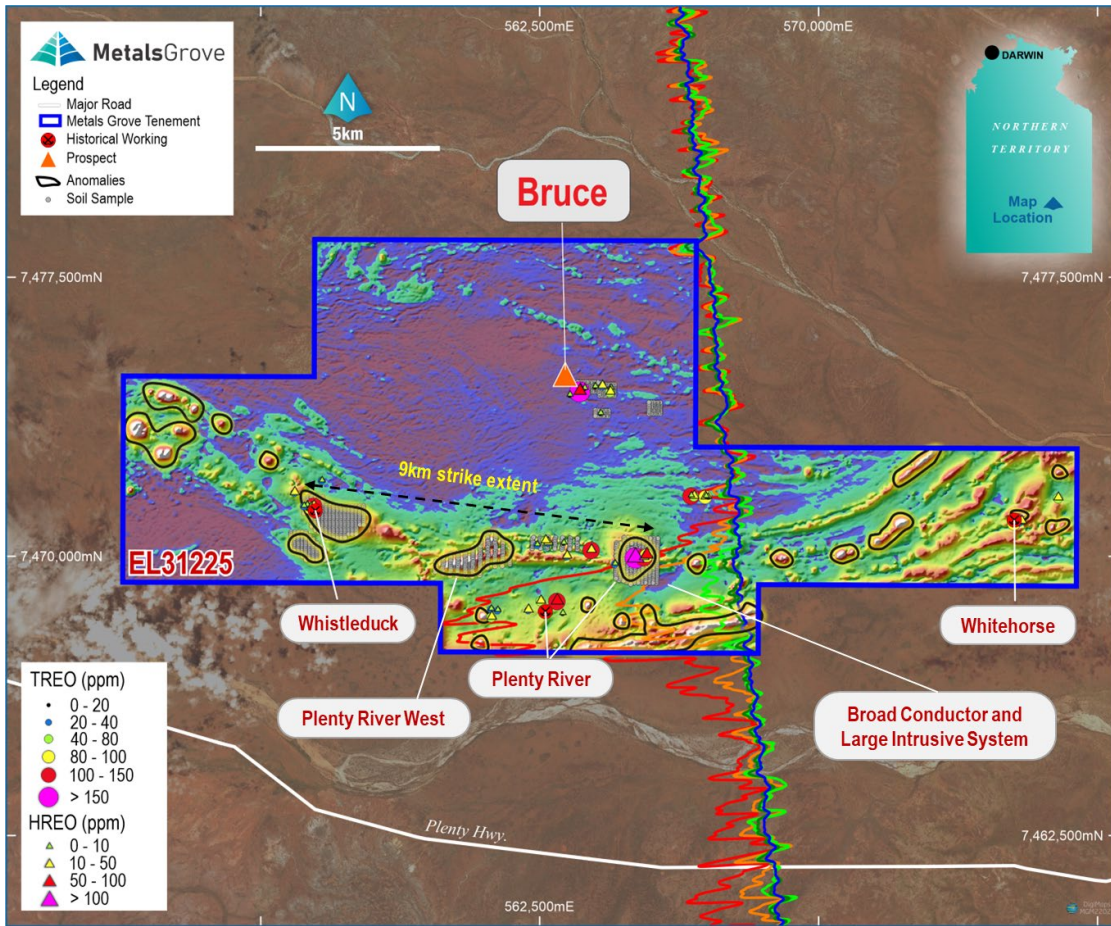 562,500mE
570,000mE
MetalsGrove
Legend
Major Road
Metals Grove Tenement
Historical Working
Prospect
Anomalies
Soil Sample
N
5km
DARWIN
NORTHERN
TERRITORY
Map
Location
Bruce
7,477,500mN
7,477,500mN
9km strike extent
7,470,000mN
7,470,000mN
EL31225
Whistleduck
Whitehorse
Plenty River
Plenty River West
Broad Conductor and
Large Intrusive System
TREO (ppm)
0 - 20
20 - 40
40 - 80
80 - 100
100 - 150
> 150
HREO (ppm)
0 - 10
10 - 50
50 - 100
> 100
Plenty Hwy.
7,462,500mN
562,500mE
570,000mE
DigiMaps